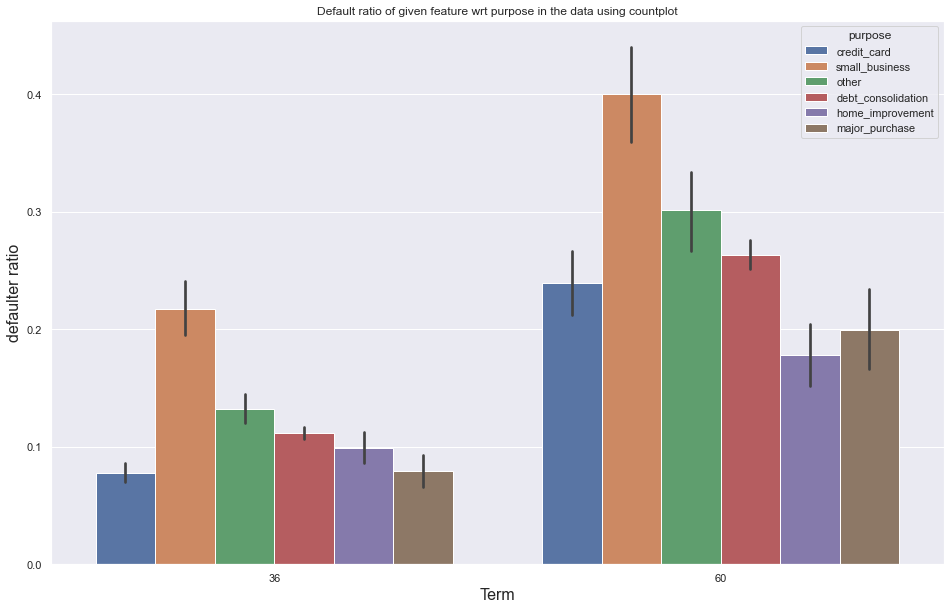 Default ratio of given feature wrt purpose in the data using countplot
purpose
credit_card
small_business
other
debt_consolidation
home_improvement
major_purchase
0.4
0.3
0.2
0.1
0.0
defaulter ratio
36
60
Term